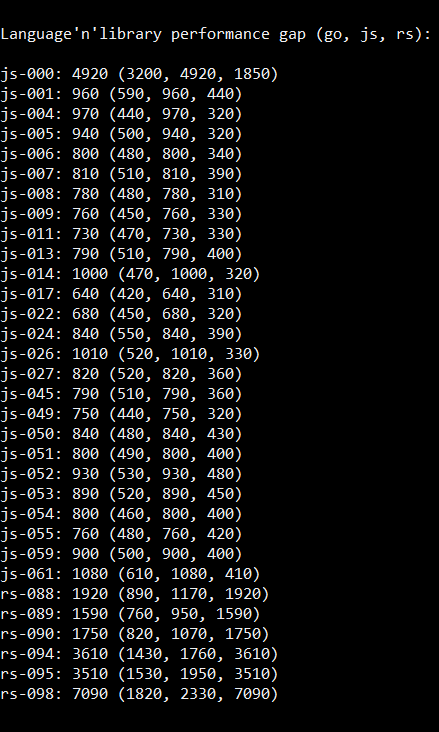 Language'n'library performance gap (go, js, rs):
js-000: 4920 (3200, 4920, 1850)
js-001: 960 (590, 960, 440)
js-004: 970 (440, 970, 320)
js-005: 940 (500, 940, 320)
js-006: 800 (480, 800, 340)
js-007: 810 (510, 810, 390)
js-008: 780 (480, 780, 310)
js-009: 760 (450, 760, 330)
js-011: 730 (470, 730, 330)
js-013: 790 (510, 790, 400)
js-014: 1000 (470, 1000, 320)
js-017: 640 (420, 640, 310)
js-022: 680 (450, 680, 320)
js-024: 840 (550, 840, 390)
js-026: 1010 (520, 1010, 330)
js-027: 820 (520, 820, 360)
js-045: 790 (510, 790, 360)
js-049: 750 (440, 750, 320)
js-050: 840 (480, 840, 430)
js-051: 800 (490, 800, 400)
js-052: 930 (530, 930, 480)
js-053: 890 (520, 890, 450)
js-054: 800 (460, 800, 400)
js-055: 760 (480, 760, 420)
js-059: 900 (500, 900, 400)
js-061: 1080 (610, 1080, 410)
rs-088: 1920 (890, 1170, 1920)
rs-089: 1590 (760, 950, 1590)
rs-090: 1750 (820, 1070, 1750)
rs-094: 3610 (1430, 1760, 3610)
rs-095: 3510 (1530, 1950, 3510)
rs-098: 7090 (1820, 2330, 7090)